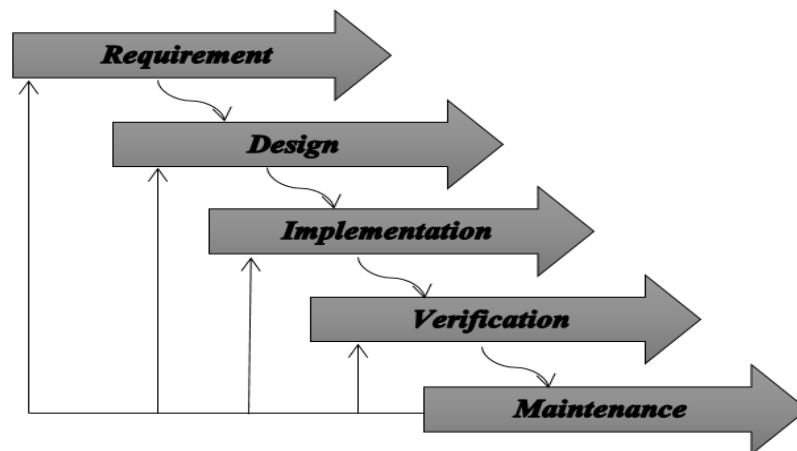 Requirement
Design
Implementation
Verification
Maintenance